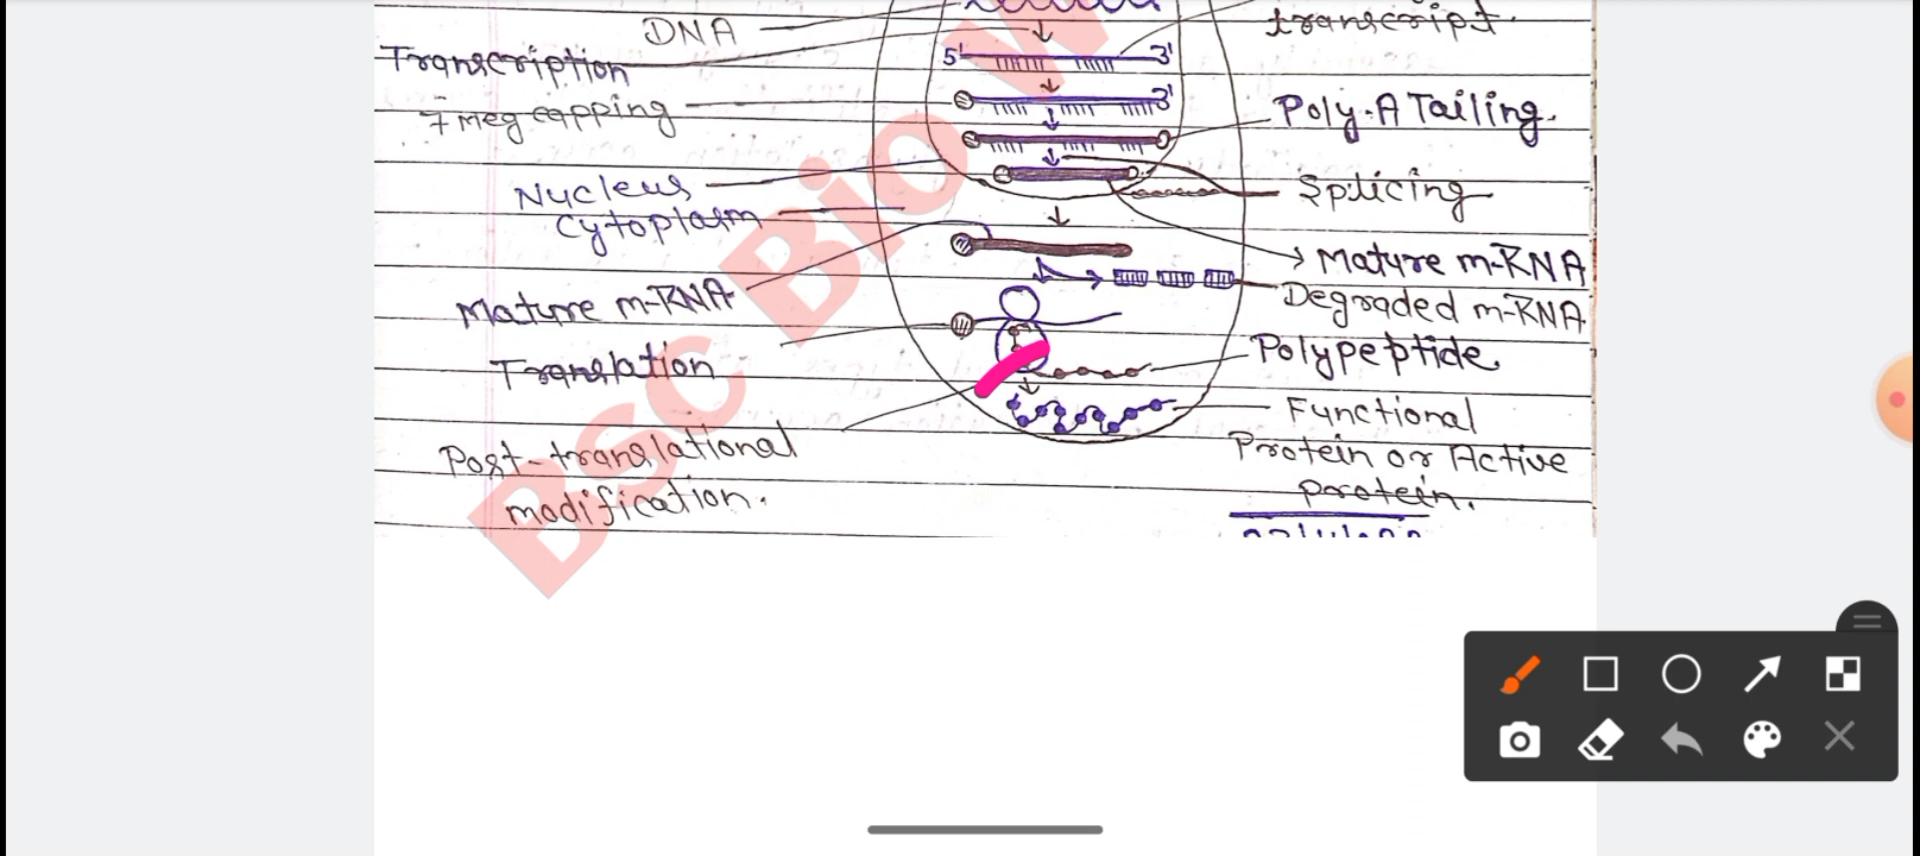 DNA
transcript.
Transcription
5' 3'
7 Meg capping
3'
Poly-A Tailing.
Nucleus
Splicing
Cytoplasm
Mature m-RNA
Mature m-RNA
Degraded m-RNA
Translation
Polypeptide
Functional
Protein or Active
protein.
Post-translational
modification.
BSC BiO W